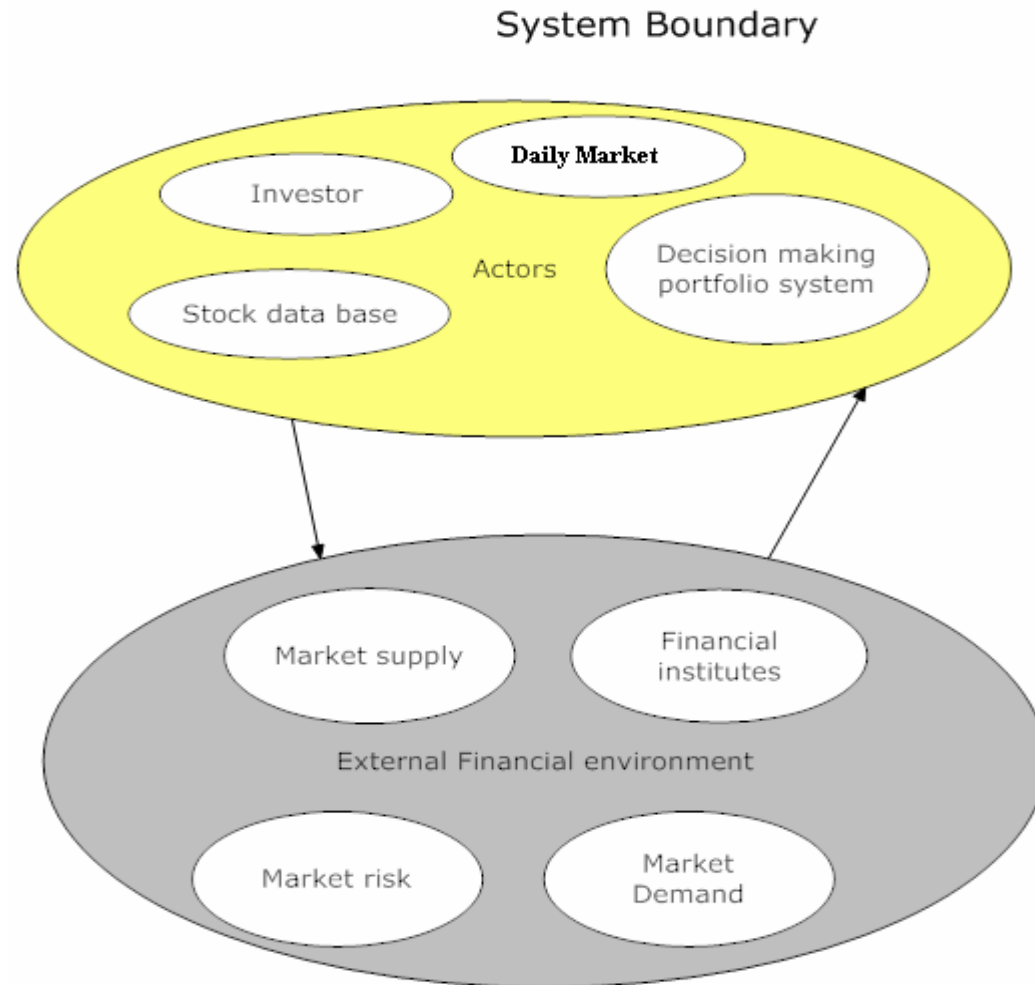 System Boundary
Daily Market
Investor
Decision making
portfolio system
Actors
Stock data base
Market supply
Financial
institutes
External Financial environment
Market risk
Market
Demand